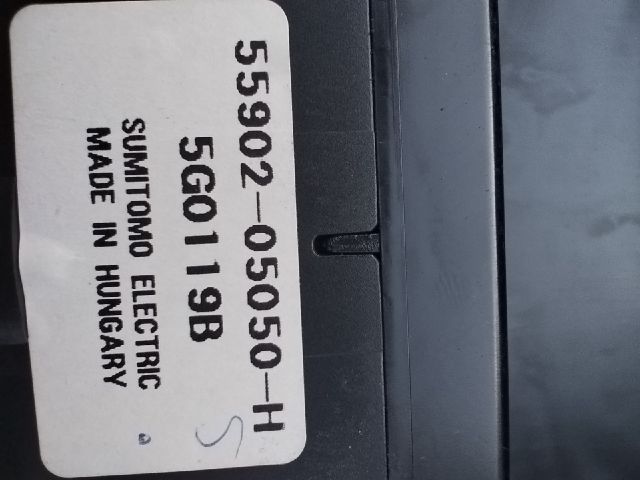 55902-05050-H
5G0119B
SUMITOMO ELECTRIC
MADE IN HUNGARY